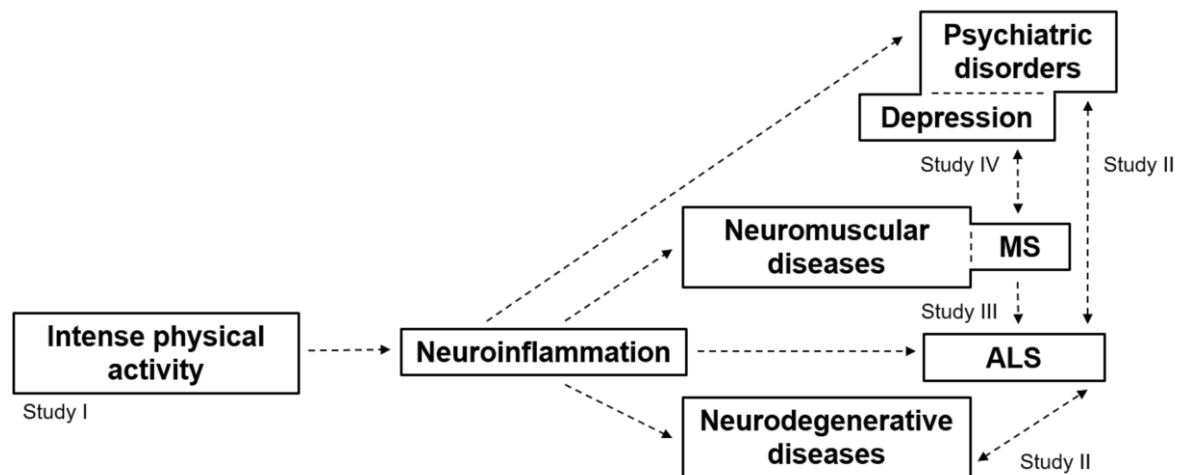 Psychiatric
disorders
Depression
Study IV
Study II
Neuromuscular
diseases
MS
Study III
Intense physical
activity
Neuroinflammation
ALS
Study I
Neurodegenerative
diseases
Study II